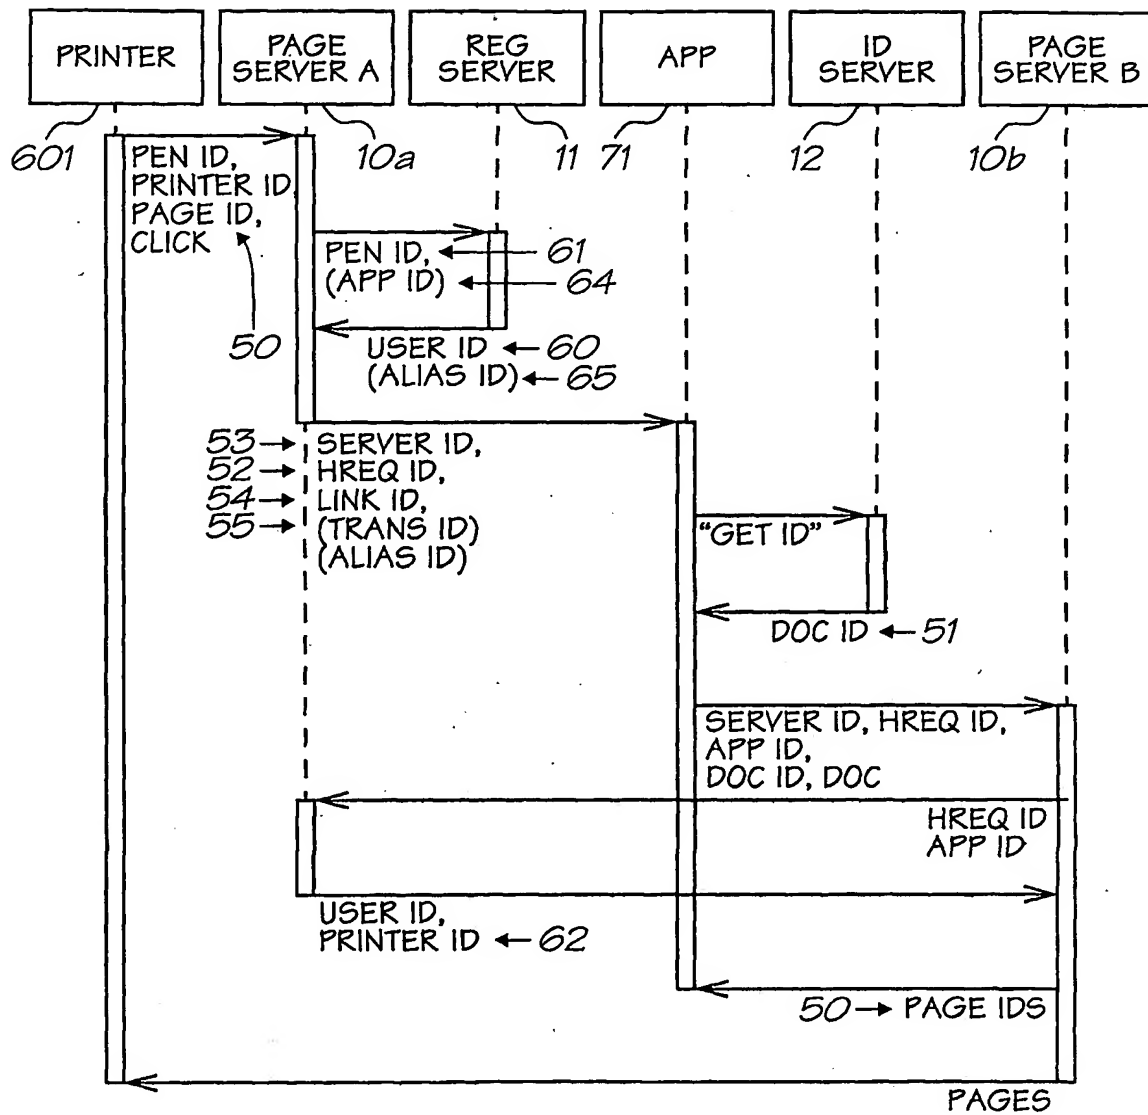 PRINTER
PAGE
SERVER A
REG
SERVER
APP
ID
SERVER
PAGE
SERVER B
601
10a
11
71
12
10b
PEN ID,
PRINTER ID,
PAGE ID,
CLICK
50
PEN ID,
61
(APP ID)
64
USER ID
60
(ALIAS ID)
65
53
SERVER ID,
52
HREQ ID,
54
LINK ID,
55
(TRANS ID)
(ALIAS ID)
"GET ID"
DOC ID
51
SERVER ID, HREQ ID,
APP ID,
DOC ID, DOC
HREQ ID
APP ID
USER ID,
PRINTER ID
62
50
PAGE IDS
PAGES